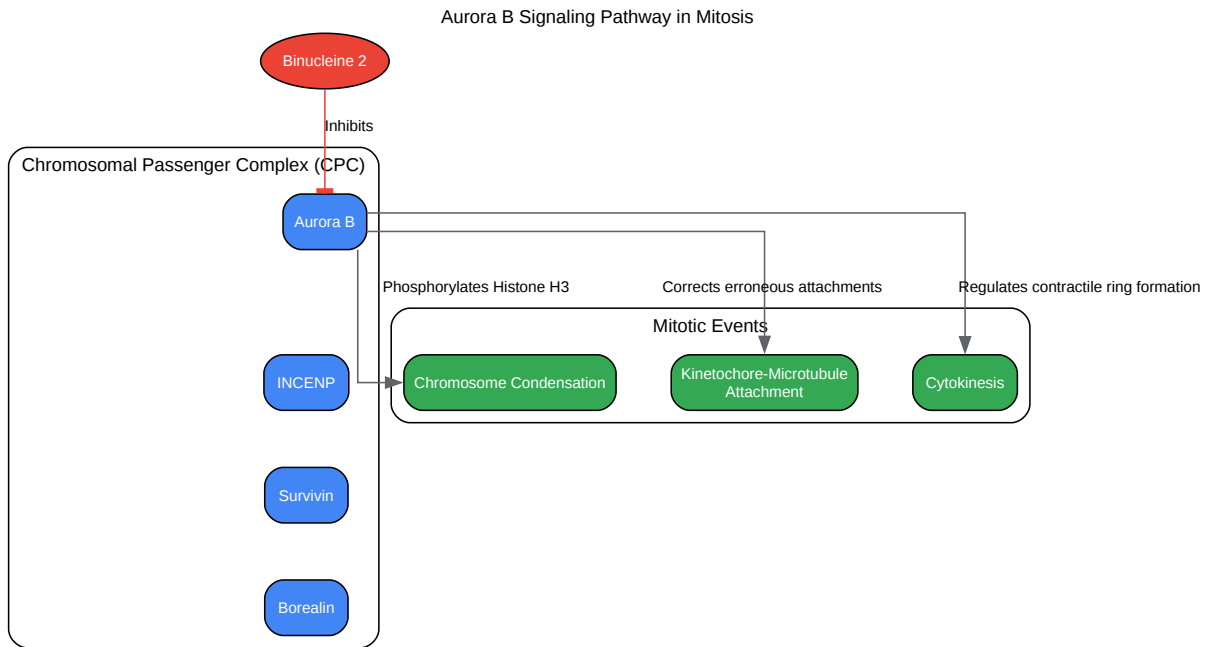 Aurora B Signaling Pathway in Mitosis
Binucleine 2
Inhibits
Chromosomal Passenger Complex (CPC)
Aurora B
Phosphorylates Histone H3
Corrects erroneous attachments
Regulates contractile ring formation
Mitotic Events
INCENP
Chromosome Condensation
Kinetochore-Microtubule
Attachment
Cytokinesis
Survivin
Borealin